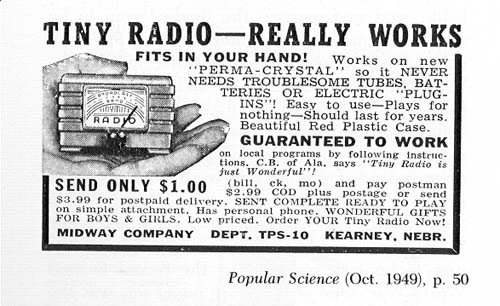 TINY RADIO—REALLY WORKS
FITS IN YOUR HAND! Works on new
"PERMA-CRYSTAL" so it NEVER
NEEDS TROUBLESOME TUBES, BAT-
TERIES OR ELECTRIC "PLUG-
INS"! Easy to use—Plays for
nothing—Should last for years.
Beautiful Red Plastic Case.
RADIO
GUARANTEED TO WORK
on local programs by following instruc-
tions. C.B. of Ala. says "Tiny Radio is
just Wonderful"!
SEND ONLY $1.00 (bill, ck, mo) and pay postman
$2.99 COD plus postage or send
$3.99 for postpaid delivery. SENT COMPLETE READY TO PLAY
on simple attachment. Has personal phone. WONDERFUL GIFTS
FOR BOYS & GIRLS. Low priced. Order YOUR Tiny Radio Now!
MIDWAY COMPANY DEPT. TPS-10 KEARNEY, NEBR.
Popular Science (Oct. 1949), p. 50